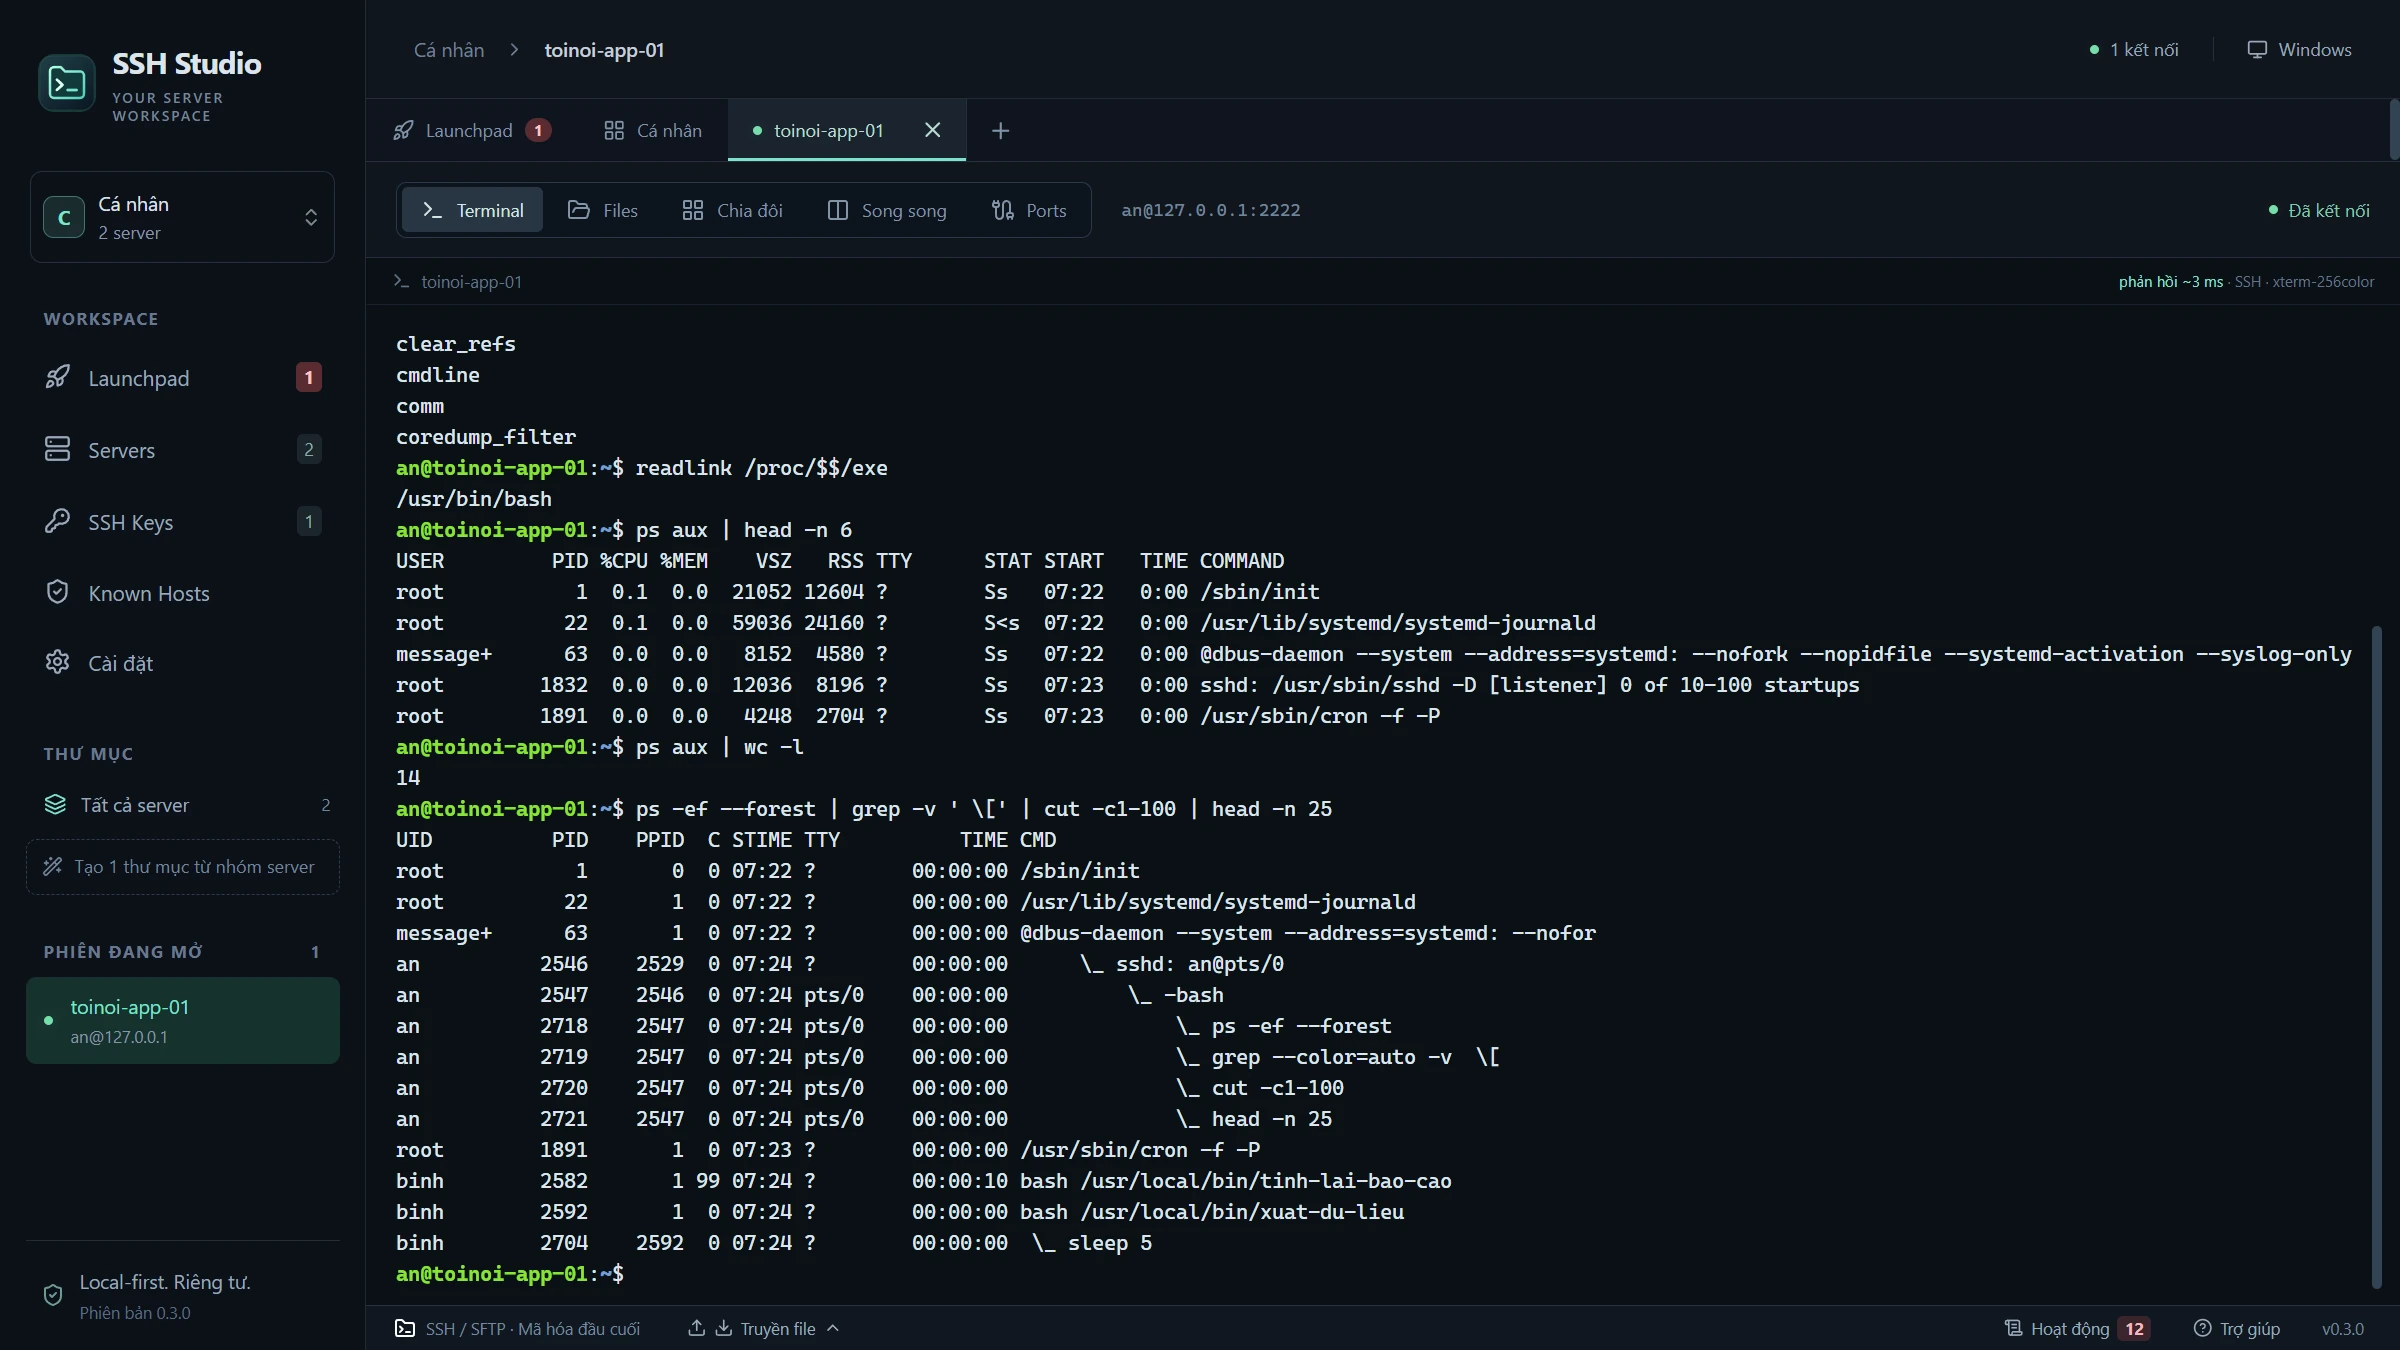 SSH Studio
YOUR SERVER
WORKSPACE
C
Cá nhân
2 server
WORKSPACE
Launchpad 1
Servers 2
SSH Keys 1
Known Hosts
Cài đặt
THƯ MỤC
Tất cả server 2
Tạo 1 thư mục từ nhóm server
PHIÊN ĐANG MỞ 1
toinoi-app-01
an@127.0.0.1
Local-first. Riêng tư.
Phiên bản 0.3.0
Cá nhân > toinoi-app-01
1 kết nối
Windows
Launchpad 1
Cá nhân
toinoi-app-01
Terminal
Files
Chia đôi
Song song
Ports
an@127.0.0.1:2222
Đã kết nối
toinoi-app-01
phản hồi ~3 ms · SSH · xterm-256color
clear_refs
cmdline
comm
coredump_filter
an@toinoi-app-01:~$ readlink /proc/$$/exe
/usr/bin/bash
an@toinoi-app-01:~$ ps aux | head -n 6
USER         PID %CPU %MEM    VSZ   RSS TTY      STAT START   TIME COMMAND
root           1  0.1  0.0  21052 12604 ?        Ss   07:22   0:00 /sbin/init
root          22  0.1  0.0  59036 24160 ?        S<s  07:22   0:00 /usr/lib/systemd/systemd-journald
message+      63  0.0  0.0   8152  4580 ?        Ss   07:22   0:00 @dbus-daemon --system --address=systemd: --nofork --nopidfile --systemd-activation --syslog-only
root        1832  0.0  0.0  12036  8196 ?        Ss   07:23   0:00 sshd: /usr/sbin/sshd -D [listener] 0 of 10-100 startups
root        1891  0.0  0.0   4248  2704 ?        Ss   07:23   0:00 /usr/sbin/cron -f -P
an@toinoi-app-01:~$ ps aux | wc -l
14
an@toinoi-app-01:~$ ps -ef --forest | grep -v ' \[' | cut -c1-100 | head -n 25
UID          PID    PPID  C STIME TTY          TIME CMD
root           1       0  0 07:22 ?        00:00:00 /sbin/init
root          22       1  0 07:22 ?        00:00:00 /usr/lib/systemd/systemd-journald
message+      63       1  0 07:22 ?        00:00:00 @dbus-daemon --system --address=systemd: --nofor
an          2546    2529  0 07:24 ?        00:00:00      \_ sshd: an@pts/0
an          2547    2546  0 07:24 pts/0    00:00:00          \_ -bash
an          2718    2547  0 07:24 pts/0    00:00:00              \_ ps -ef --forest
an          2719    2547  0 07:24 pts/0    00:00:00              \_ grep --color=auto -v  \[
an          2720    2547  0 07:24 pts/0    00:00:00              \_ cut -c1-100
an          2721    2547  0 07:24 pts/0    00:00:00              \_ head -n 25
root        1891       1  0 07:23 ?        00:00:00 /usr/sbin/cron -f -P
binh        2582       1 99 07:24 ?        00:00:10 bash /usr/local/bin/tinh-lai-bao-cao
binh        2592       1  0 07:24 ?        00:00:00 bash /usr/local/bin/xuat-du-lieu
binh        2704    2592  0 07:24 ?        00:00:00  \_ sleep 5
an@toinoi-app-01:~$
SSH / SFTP · Mã hóa đầu cuối
Truyền file
Hoạt động 12
Trợ giúp
v0.3.0